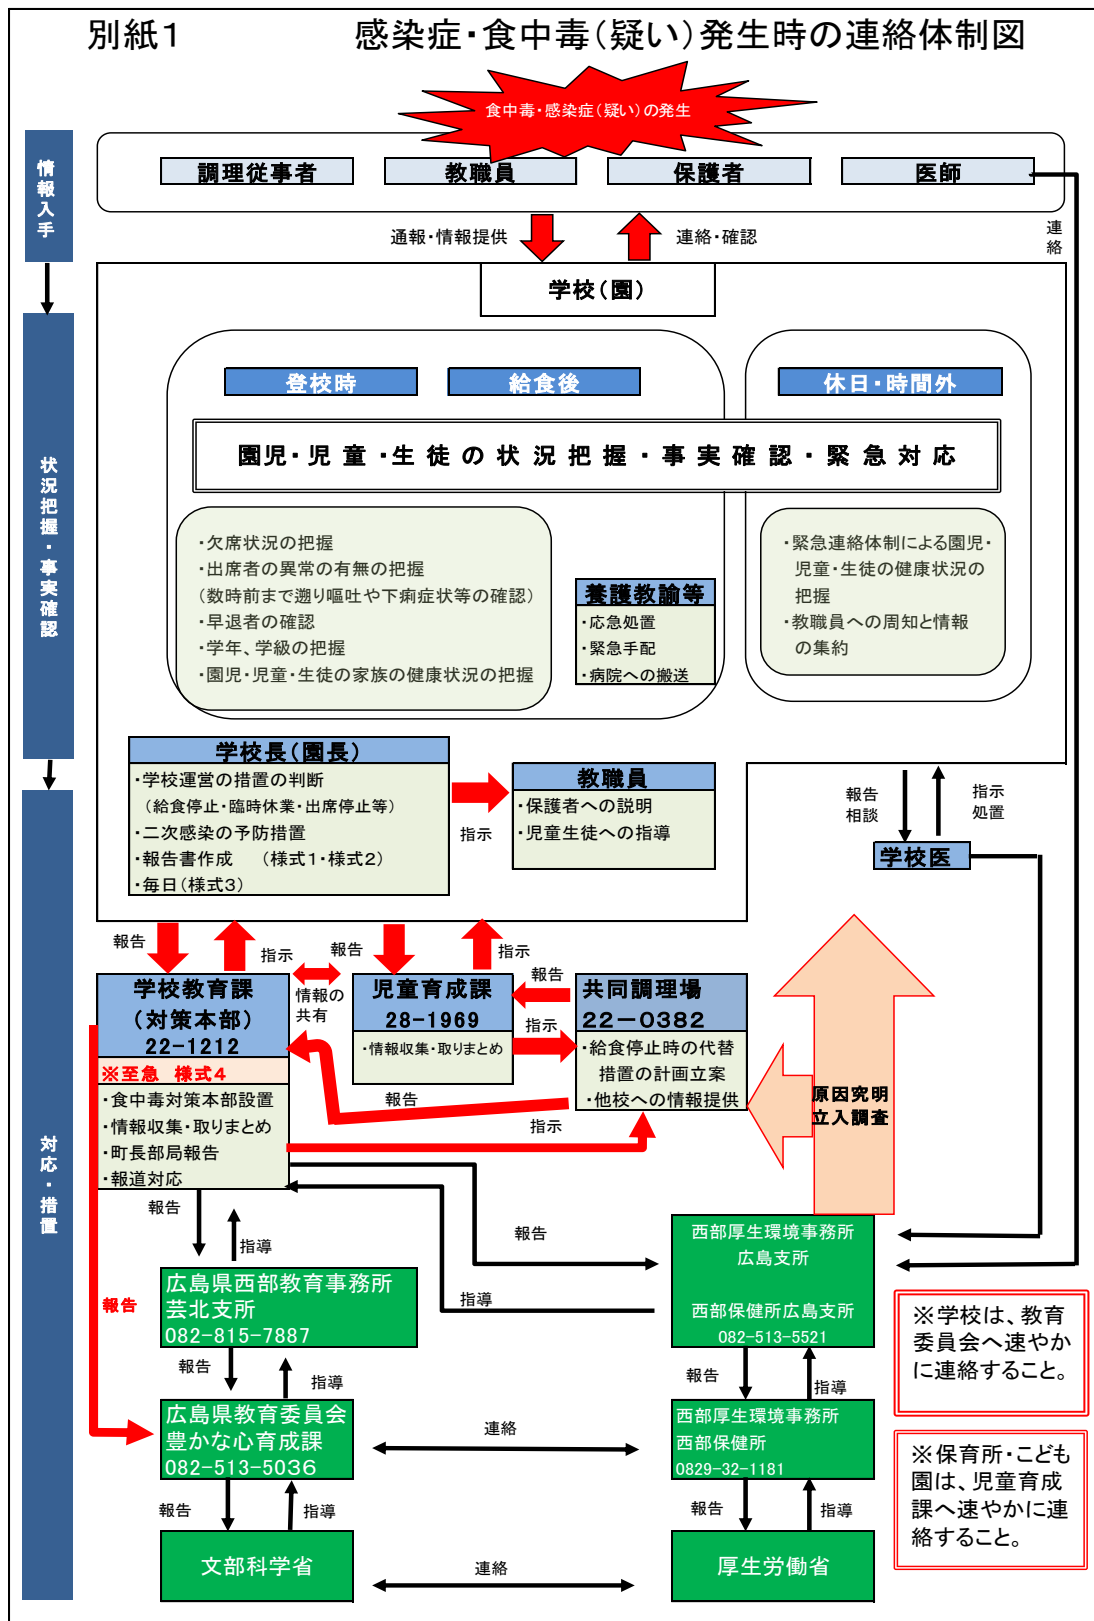 別紙１
感染症・食中毒（疑い）発生時の連絡体制図
食中毒・感染症（疑い）の発生
情報入手
調理従事者
教職員
保護者
医師
通報・情報提供
連絡・確認
連絡
学校（園）
状況把握・事実確認
登校時
給食後
休日・時間外
園児・児童・生徒の状況把握・事実確認・緊急対応
・欠席状況の把握
・出席者の異常の有無の把握
（数時前まで遡り嘔吐や下痢症状等の確認）
・早退者の確認
・学年、学級の把握
・園児・児童・生徒の家族の健康状況の把握
養護教諭等
・応急処置
・緊急手配
・病院への搬送
・緊急連絡体制による園児・
児童・生徒の健康状況の
把握
・教職員への周知と情報
の集約
学校長（園長）
・学校運営の措置の判断
（給食停止・臨時休業・出席停止等）
・二次感染の予防措置
・報告書作成　（様式１・様式２）
・毎日（様式３）
指示
教職員
・保護者への説明
・児童生徒への指導
報告
相談
指示
処置
学校医
対応・措置
報告
指示
報告
指示
学校教育課
（対策本部）
22-1212
※至急　様式４
・食中毒対策本部設置
・情報収集・取りまとめ
・町長部局報告
・報道対応
情報の
共有
児童育成課
28-1969
・情報収集・取りまとめ
報告
指示
共同調理場
22－0382
・給食停止時の代替
措置の計画立案
・他校への情報提供
報告
指示
原因究明
立入調査
報告
指導
報告
指導
報告
広島県西部教育事務所
芸北支所
082-815-7887
西部厚生環境事務所
広島支所
西部保健所広島支所
082-513-5521
※学校は、教育
委員会へ速やか
に連絡すること。
報告
指導
報告
指導
広島県教育委員会
豊かな心育成課
082-513-5036
連絡
西部厚生環境事務所
西部保健所
0829-32-1181
※保育所・こども
園は、児童育成
課へ速やかに連
絡すること。
報告
指導
報告
指導
文部科学省
連絡
厚生労働省